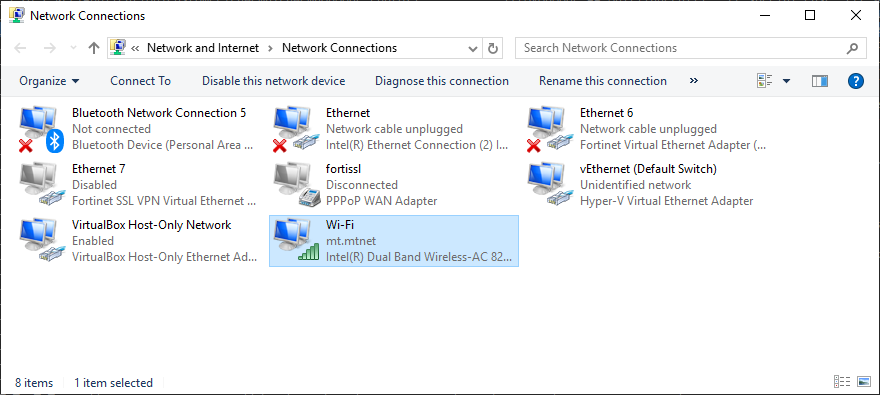 Network Connections
« Network and Internet > Network Connections
Search Network Connections
Organize Connect To Disable this network device Diagnose this connection Rename this connection »
Bluetooth Network Connection 5
Not connected
Bluetooth Device (Personal Area ...
Ethernet
Network cable unplugged
Intel(R) Ethernet Connection (2) I...
Ethernet 6
Network cable unplugged
Fortinet Virtual Ethernet Adapter (...
Ethernet 7
Disabled
Fortinet SSL VPN Virtual Ethernet ...
fortissl
Disconnected
PPPoP WAN Adapter
vEthernet (Default Switch)
Unidentified network
Hyper-V Virtual Ethernet Adapter
VirtualBox Host-Only Network
Enabled
VirtualBox Host-Only Ethernet Ad...
Wi-Fi
mt.mtnet
Intel(R) Dual Band Wireless-AC 82...
8 items 1 item selected